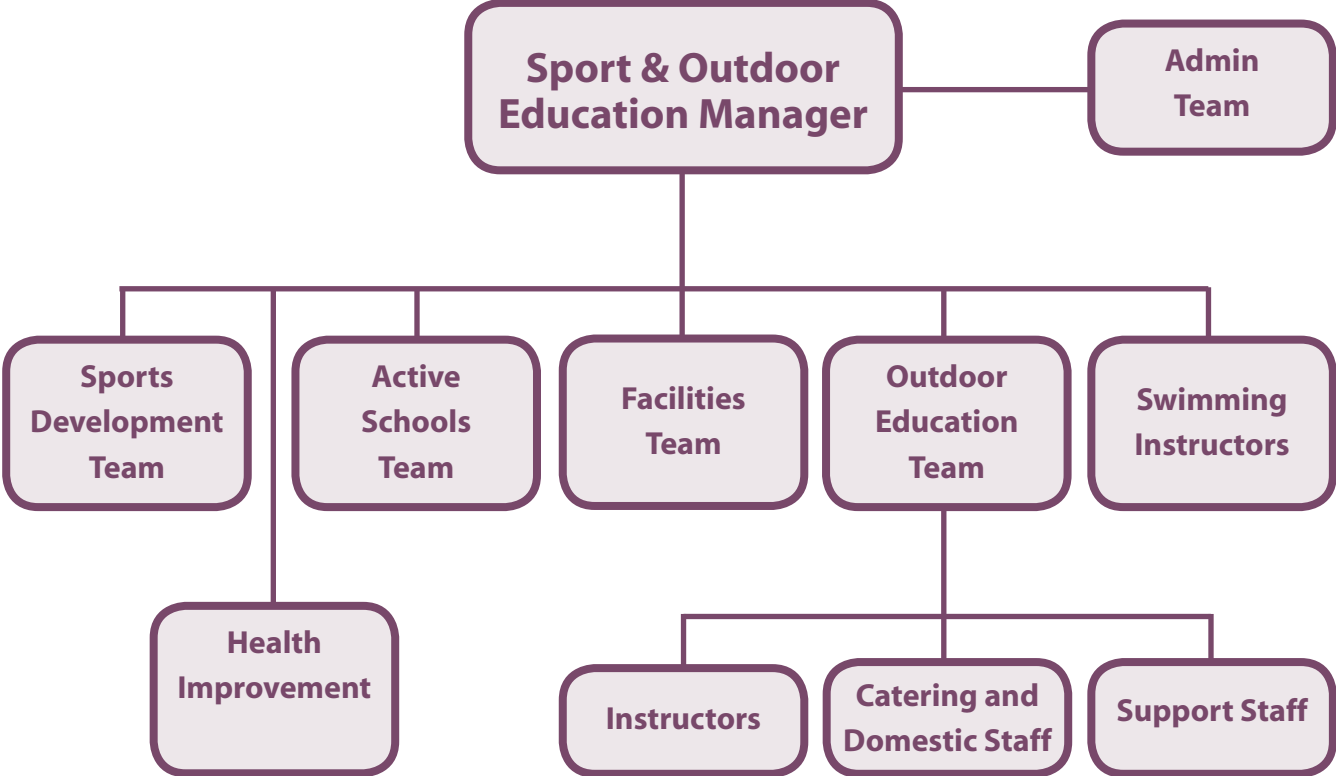 Sport & Outdoor
Education Manager
Admin
Team
Sports
Development
Team
Active
Schools
Team
Facilities
Team
Outdoor
Education
Team
Swimming
Instructors
Health
Improvement
Instructors
Catering and
Domestic Staff
Support Staff